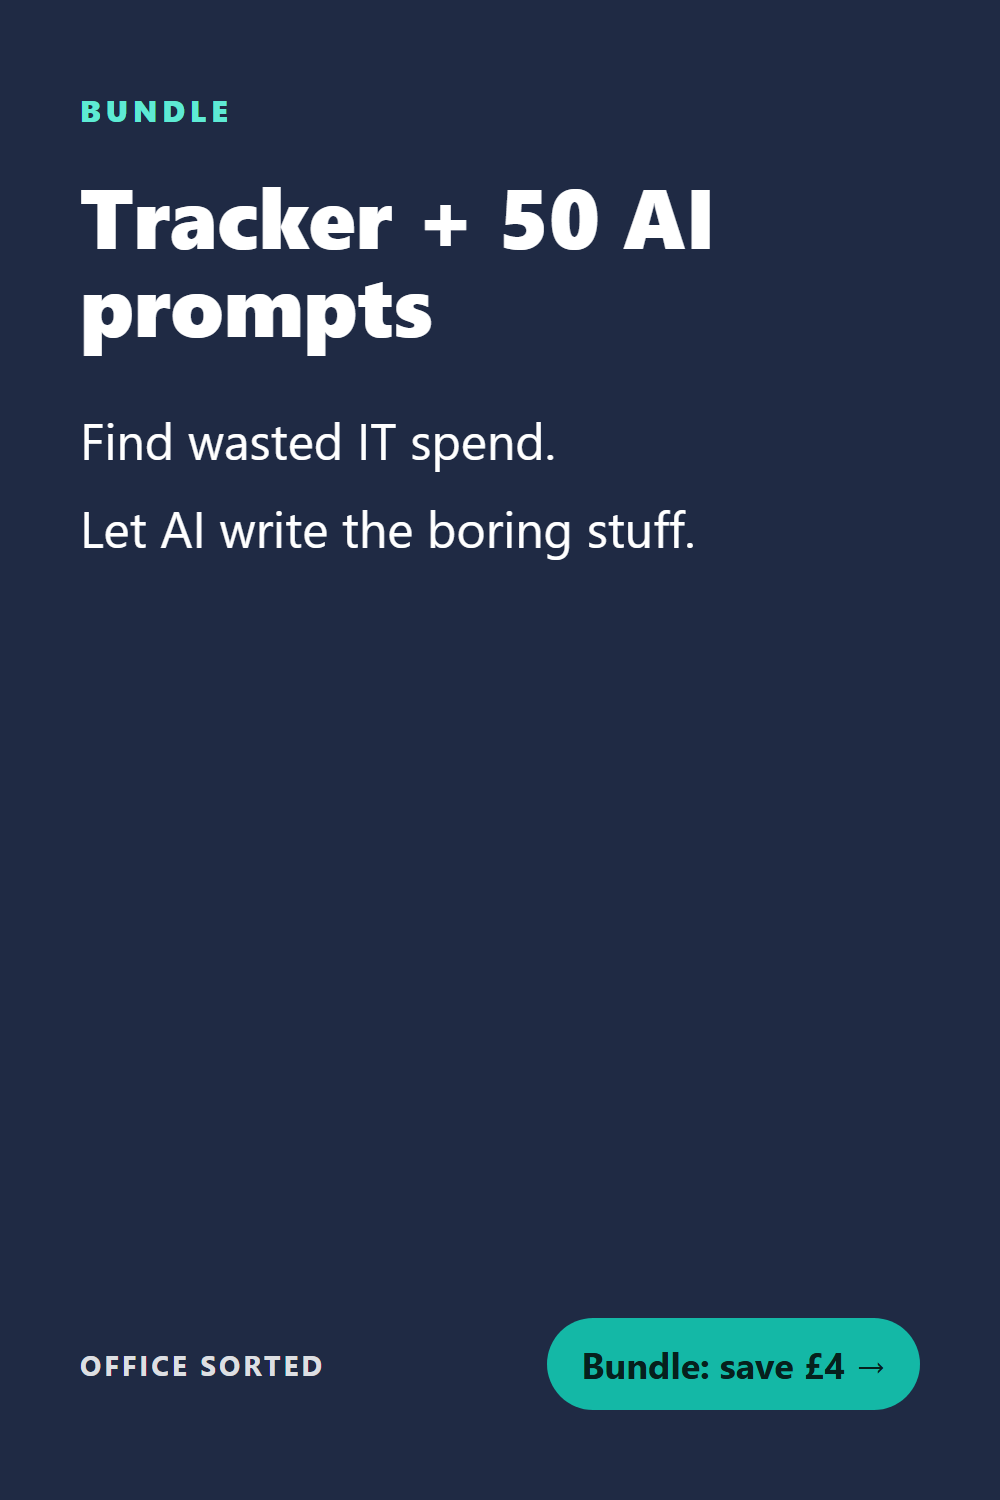 BUNDLE
Tracker + 50 AI
prompts
Find wasted IT spend.
Let AI write the boring stuff.
OFFICE SORTED
Bundle: save £4 →